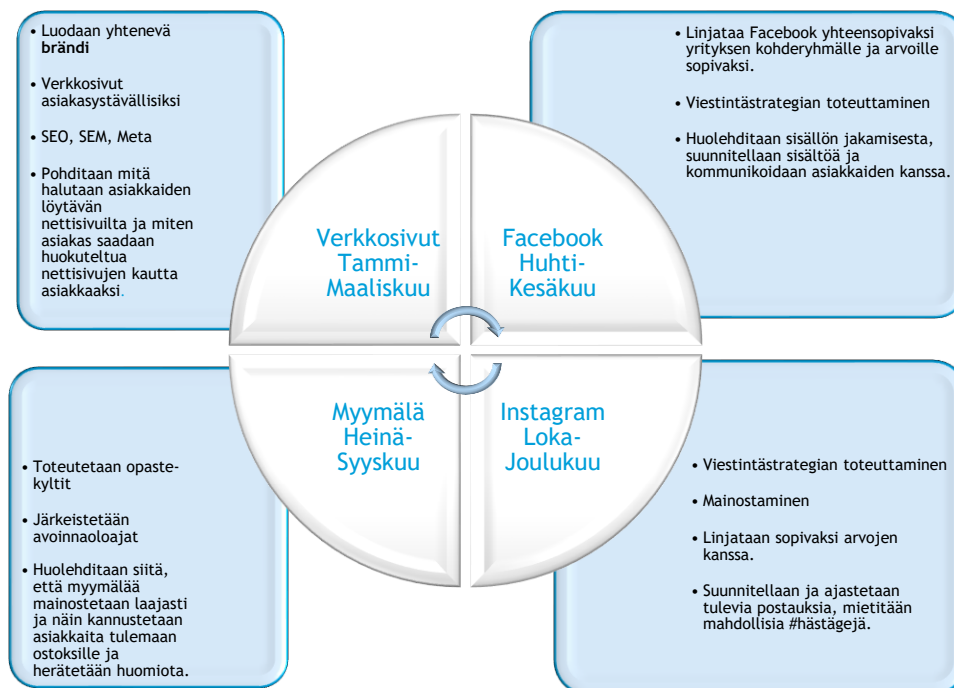 • Luodaan yhtenevä
brändi
• Verkkosivut
asiakasystävällisiksi
• SEO, SEM, Meta
• Pohditaan mitä
halutaan asiakkaiden
löytävän
nettisivuilta ja miten
asiakas saadaan
huokuteltua
nettisivujen kautta
asiakkaaksi.
• Linjataa Facebook yhteensopivaksi
yrityksen kohderyhmälle ja arvoille
sopivaksi.
• Viestintästrategian toteuttaminen
• Huolehditaan sisällön jakamisesta,
suunnitellaan sisältöä ja
kommunikoidaan asiakkaiden kanssa.
Verkkosivut
Tammi-
Maaliskuu
Facebook
Huhti-
Kesäkuu
Myymälä
Heinä-
Syyskuu
Instagram
Loka-
Joulukuu
• Toteutetaan opaste-
kyltit
• Järkeistetään
avoinnaoloajat
• Huolehditaan siitä,
että myymälää
mainostetaan laajasti
ja näin kannustetaan
asiakkaita tulemaan
ostoksille ja
herätetään huomiota.
• Viestintästrategian toteuttaminen
• Mainostaminen
• Linjataan sopivaksi arvojen
kanssa.
• Suunnitellaan ja ajastetaan
tulevia postauksia, mietitään
mahdollisia #hästägejä.